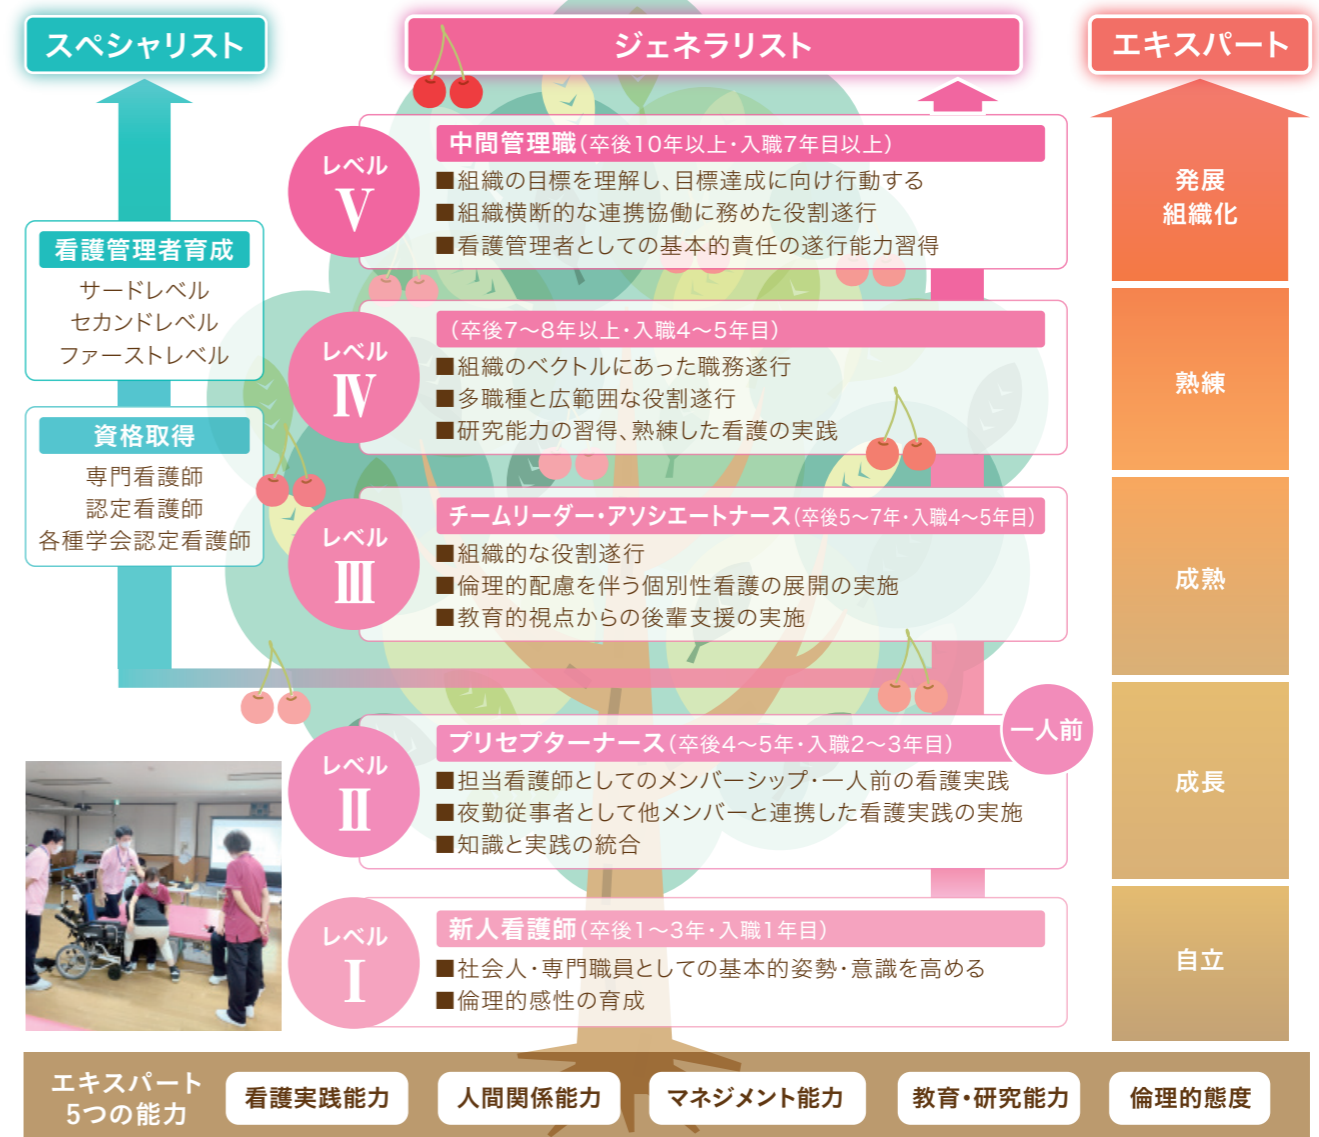 スペシャリスト
ジェネラリスト
エキスパート
看護管理者育成
サードレベル
セカンドレベル
ファーストレベル
資格取得
専門看護師
認定看護師
各種学会認定看護師
レベル
Ⅴ
中間管理職(卒後10年以上・入職7年目以上)
■組織の目標を理解し、目標達成に向け行動する
■組織横断的な連携協働に務めた役割遂行
■看護管理者としての基本的責任の遂行能力習得
レベル
Ⅳ
(卒後7〜8年以上・入職4〜5年目)
■組織のベクトルにあった職務遂行
■多職種と広範囲な役割遂行
■研究能力の習得、熟練した看護の実践
レベル
Ⅲ
チームリーダー・アソシエートナース(卒後5〜7年・入職4〜5年目)
■組織的な役割遂行
■倫理的配慮を伴う個別性看護の展開の実施
■教育的視点からの後輩支援の実施
レベル
Ⅱ
プリセプターナース(卒後4〜5年・入職2〜3年目)
一人前
■担当看護師としてのメンバーシップ・一人前の看護実践
■夜勤従事者として他メンバーと連携した看護実践の実施
■知識と実践の統合
レベル
Ⅰ
新人看護師(卒後1〜3年・入職1年目)
■社会人・専門職員としての基本的姿勢・意識を高める
■倫理的感性の育成
発展
組織化
熟練
成熟
成長
自立
エキスパート
5つの能力
看護実践能力
人間関係能力
マネジメント能力
教育・研究能力
倫理的態度